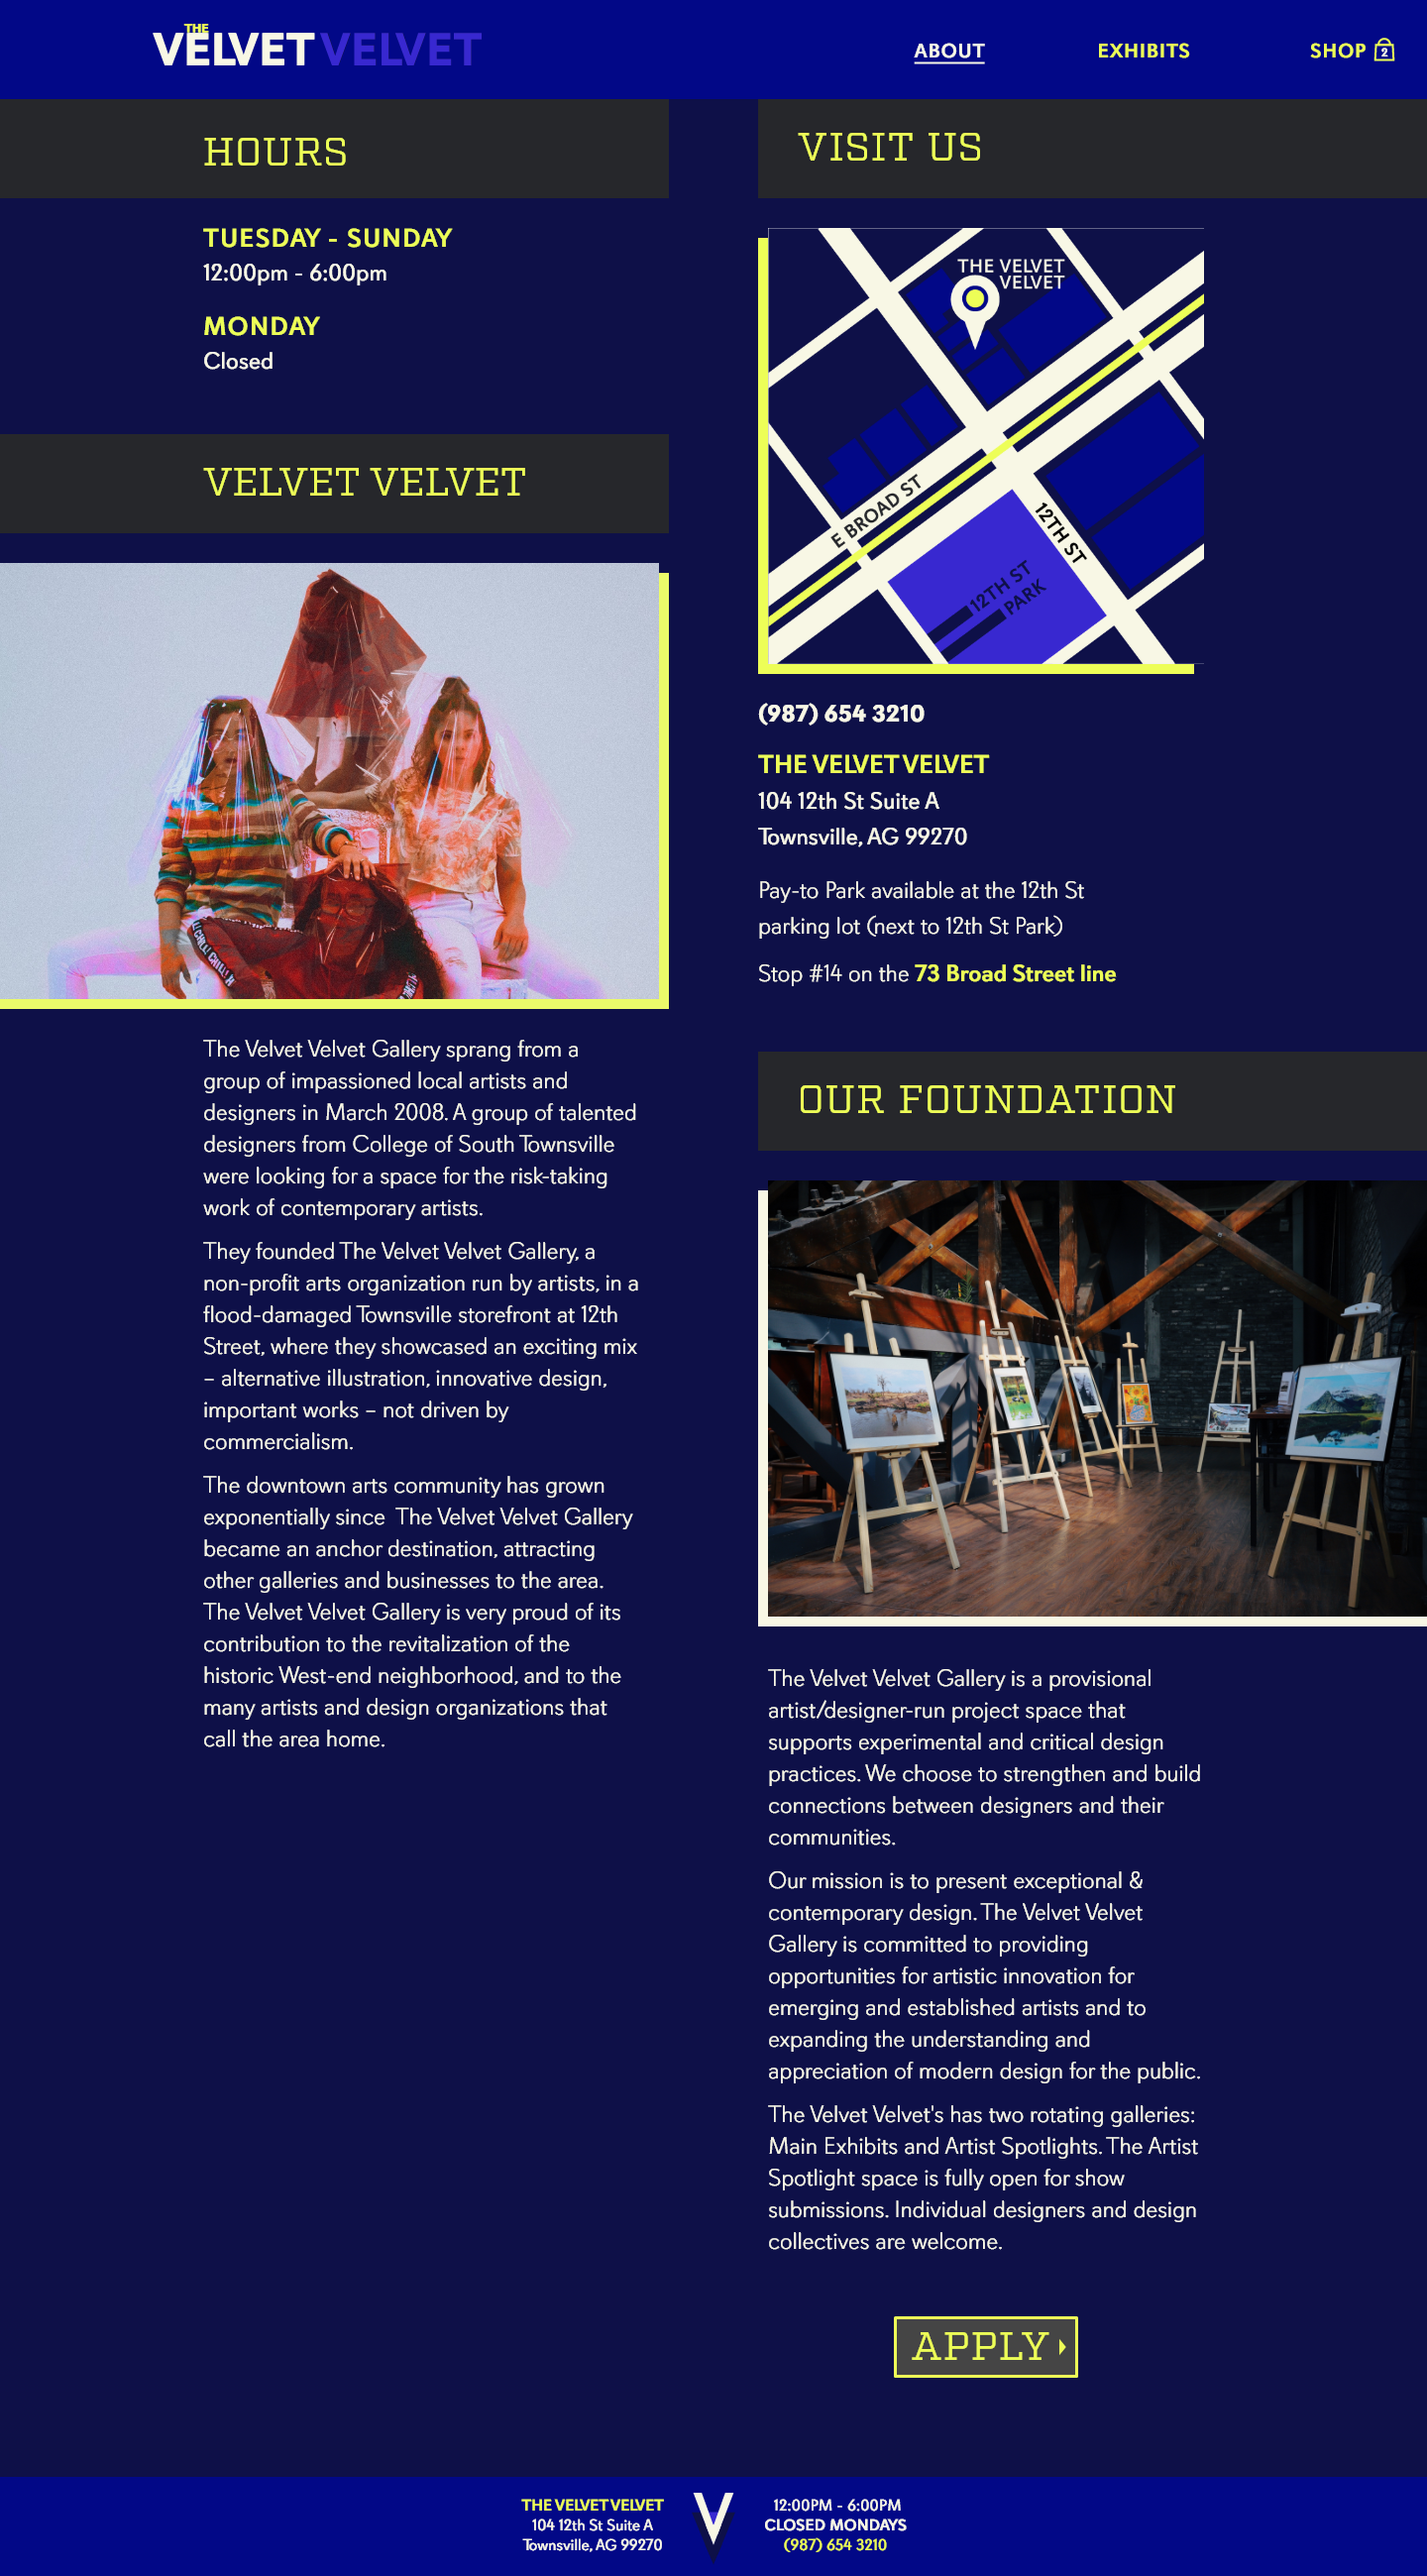 THE
VELVET VELVET
ABOUT
EXHIBITS
SHOP
2
HOURS
TUESDAY - SUNDAY
12:00pm - 6:00pm
MONDAY
Closed
VELVET VELVET
The Velvet Velvet Gallery sprang from a
group of impassioned local artists and
designers in March 2008. A group of talented
designers from College of South Townsville
were looking for a space for the risk-taking
work of contemporary artists.
They founded The Velvet Velvet Gallery, a
non-profit arts organization run by artists, in a
flood-damaged Townsville storefront at 12th
Street, where they showcased an exciting mix
– alternative illustration, innovative design,
important works – not driven by
commercialism.
The downtown arts community has grown
exponentially since  The Velvet Velvet Gallery
became an anchor destination, attracting
other galleries and businesses to the area.
The Velvet Velvet Gallery is very proud of its
contribution to the revitalization of the
historic West-end neighborhood, and to the
many artists and design organizations that
call the area home.
VISIT US
THE VELVET
VELVET
E BROAD ST
12TH ST
12TH ST
PARK
(987) 654 3210
THE VELVET VELVET
104 12th St Suite A
Townsville, AG 99270
Pay-to Park available at the 12th St
parking lot (next to 12th St Park)
Stop #14 on the 73 Broad Street line
OUR FOUNDATION
The Velvet Velvet Gallery is a provisional
artist/designer-run project space that
supports experimental and critical design
practices. We choose to strengthen and build
connections between designers and their
communities.
Our mission is to present exceptional &
contemporary design. The Velvet Velvet
Gallery is committed to providing
opportunities for artistic innovation for
emerging and established artists and to
expanding the understanding and
appreciation of modern design for the public.
The Velvet Velvet's has two rotating galleries:
Main Exhibits and Artist Spotlights. The Artist
Spotlight space is fully open for show
submissions. Individual designers and design
collectives are welcome.
APPLY
THE VELVET VELVET
104 12th St Suite A
Townsville, AG 99270
V
12:00PM - 6:00PM
CLOSED MONDAYS
(987) 654 3210